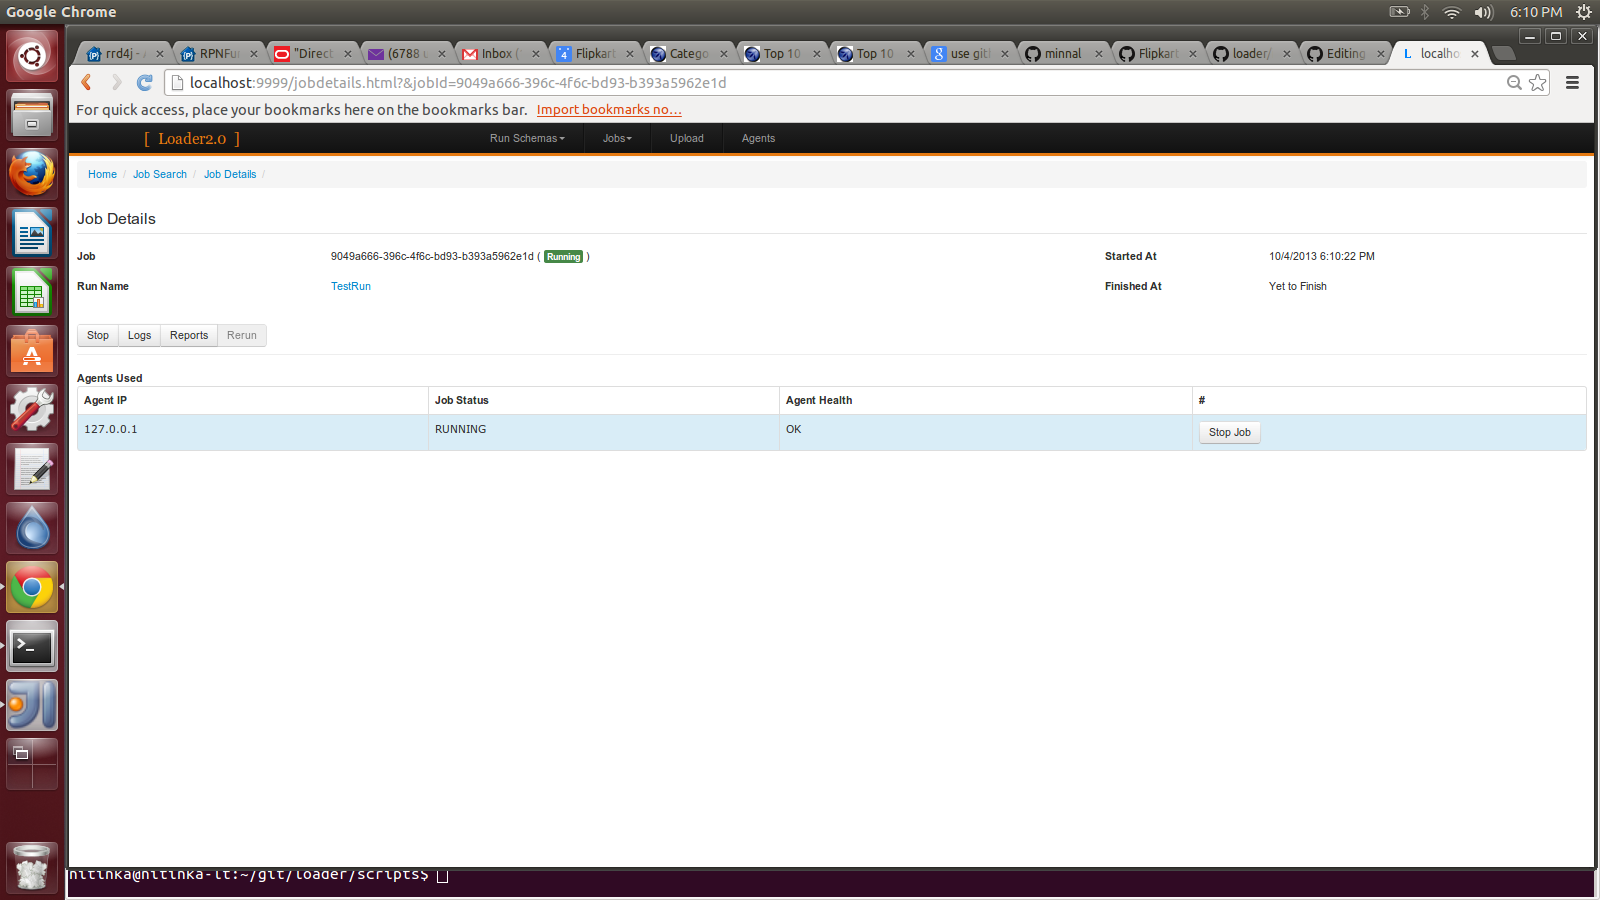 Google Chrome
6:10 PM
rrd4j -
RPNFu
"Direct
(6788 u
Inbox (
Flipkart
Catego
Top 10
Top 10
use giti
minnal
Flipkart
loader/
Editing
L localho
localhost:9999/jobdetails.html?&jobId=9049a666-396c-4f6c-bd93-b393a5962e1d
For quick access, place your bookmarks here on the bookmarks bar. Import bookmarks no...
[ Loader2.0 ]
Run Schemas
Jobs
Upload
Agents
Home / Job Search / Job Details /
Job Details
Job
9049a666-396c-4f6c-bd93-b393a5962e1d ( Running )
Started At
10/4/2013 6:10:22 PM
Run Name
TestRun
Finished At
Yet to Finish
Stop
Logs
Reports
Rerun
Agents Used
Agent IP
Job Status
Agent Health
#
127.0.0.1
RUNNING
OK
Stop Job
nitinka@nitinka-lt:~/git/loader/scripts$